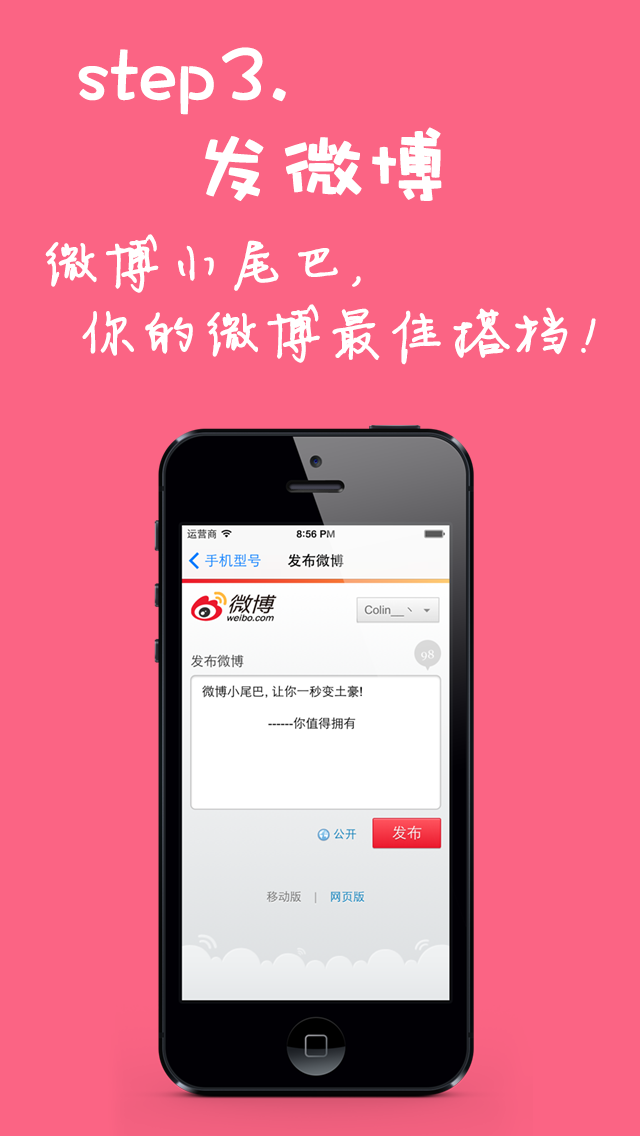 step3.
发微博
微博小尾巴,
你的微博最佳搭挡!
运营商 8:56 PM
手机型号 发布微博
微博
weibo.com
Colin__丶
发布微博 98
微博小尾巴, 让你一秒变土豪!
------你值得拥有
公开 发布
移动版 | 网页版